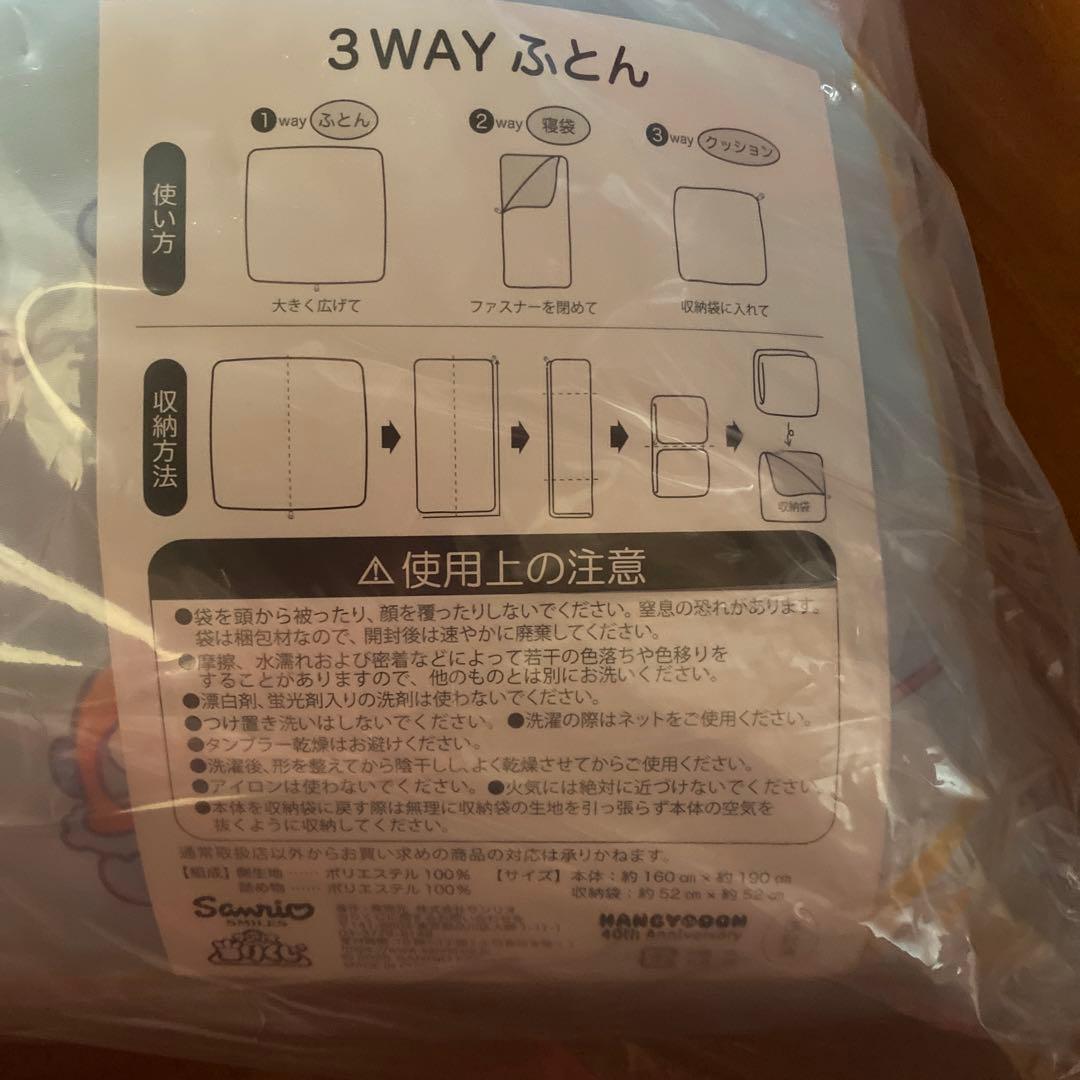 3WAY ふとん
❶way ふとん
❷way 寝袋
❸way クッション
使い方
大きく広げて
ファスナーを閉めて
収納袋に入れて
収納方法
収納袋
⚠使用上の注意
●袋を頭から被ったり、顔を覆ったりしないでください。窒息の恐れがあります。
袋は梱包材なので、開封後は速やかに廃棄してください。
●摩擦、水濡れおよび密着などによって若干の色落ちや色移りを
することがありますので、他のものとは別にお洗いください。
●漂白剤、蛍光剤入りの洗剤は使わないでください。
●つけ置き洗いはしないでください。 ●洗濯の際はネットをご使用ください。
●タンブラー乾燥はお避けください。
●洗濯後、形を整えてから陰干しし、よく乾燥させてからご使用ください。
●アイロンは使わないでください。 ●火気には絶対に近づけないでください。
●本体を収納袋に戻す際は無理に収納袋の生地を引っ張らず本体の空気を
抜くように収納してください。
通常取扱店以外からお買い求めの商品の対応は承りかねます。
【組成】側生地…… ポリエステル100% 【サイズ】本体：約160㎝×約190㎝
詰め物…… ポリエステル100% 収納袋：約52㎝×約52㎝
Sanrio
SMILES
当りくじ
株式会社サンリオ
HANGYODON
40th Anniversary